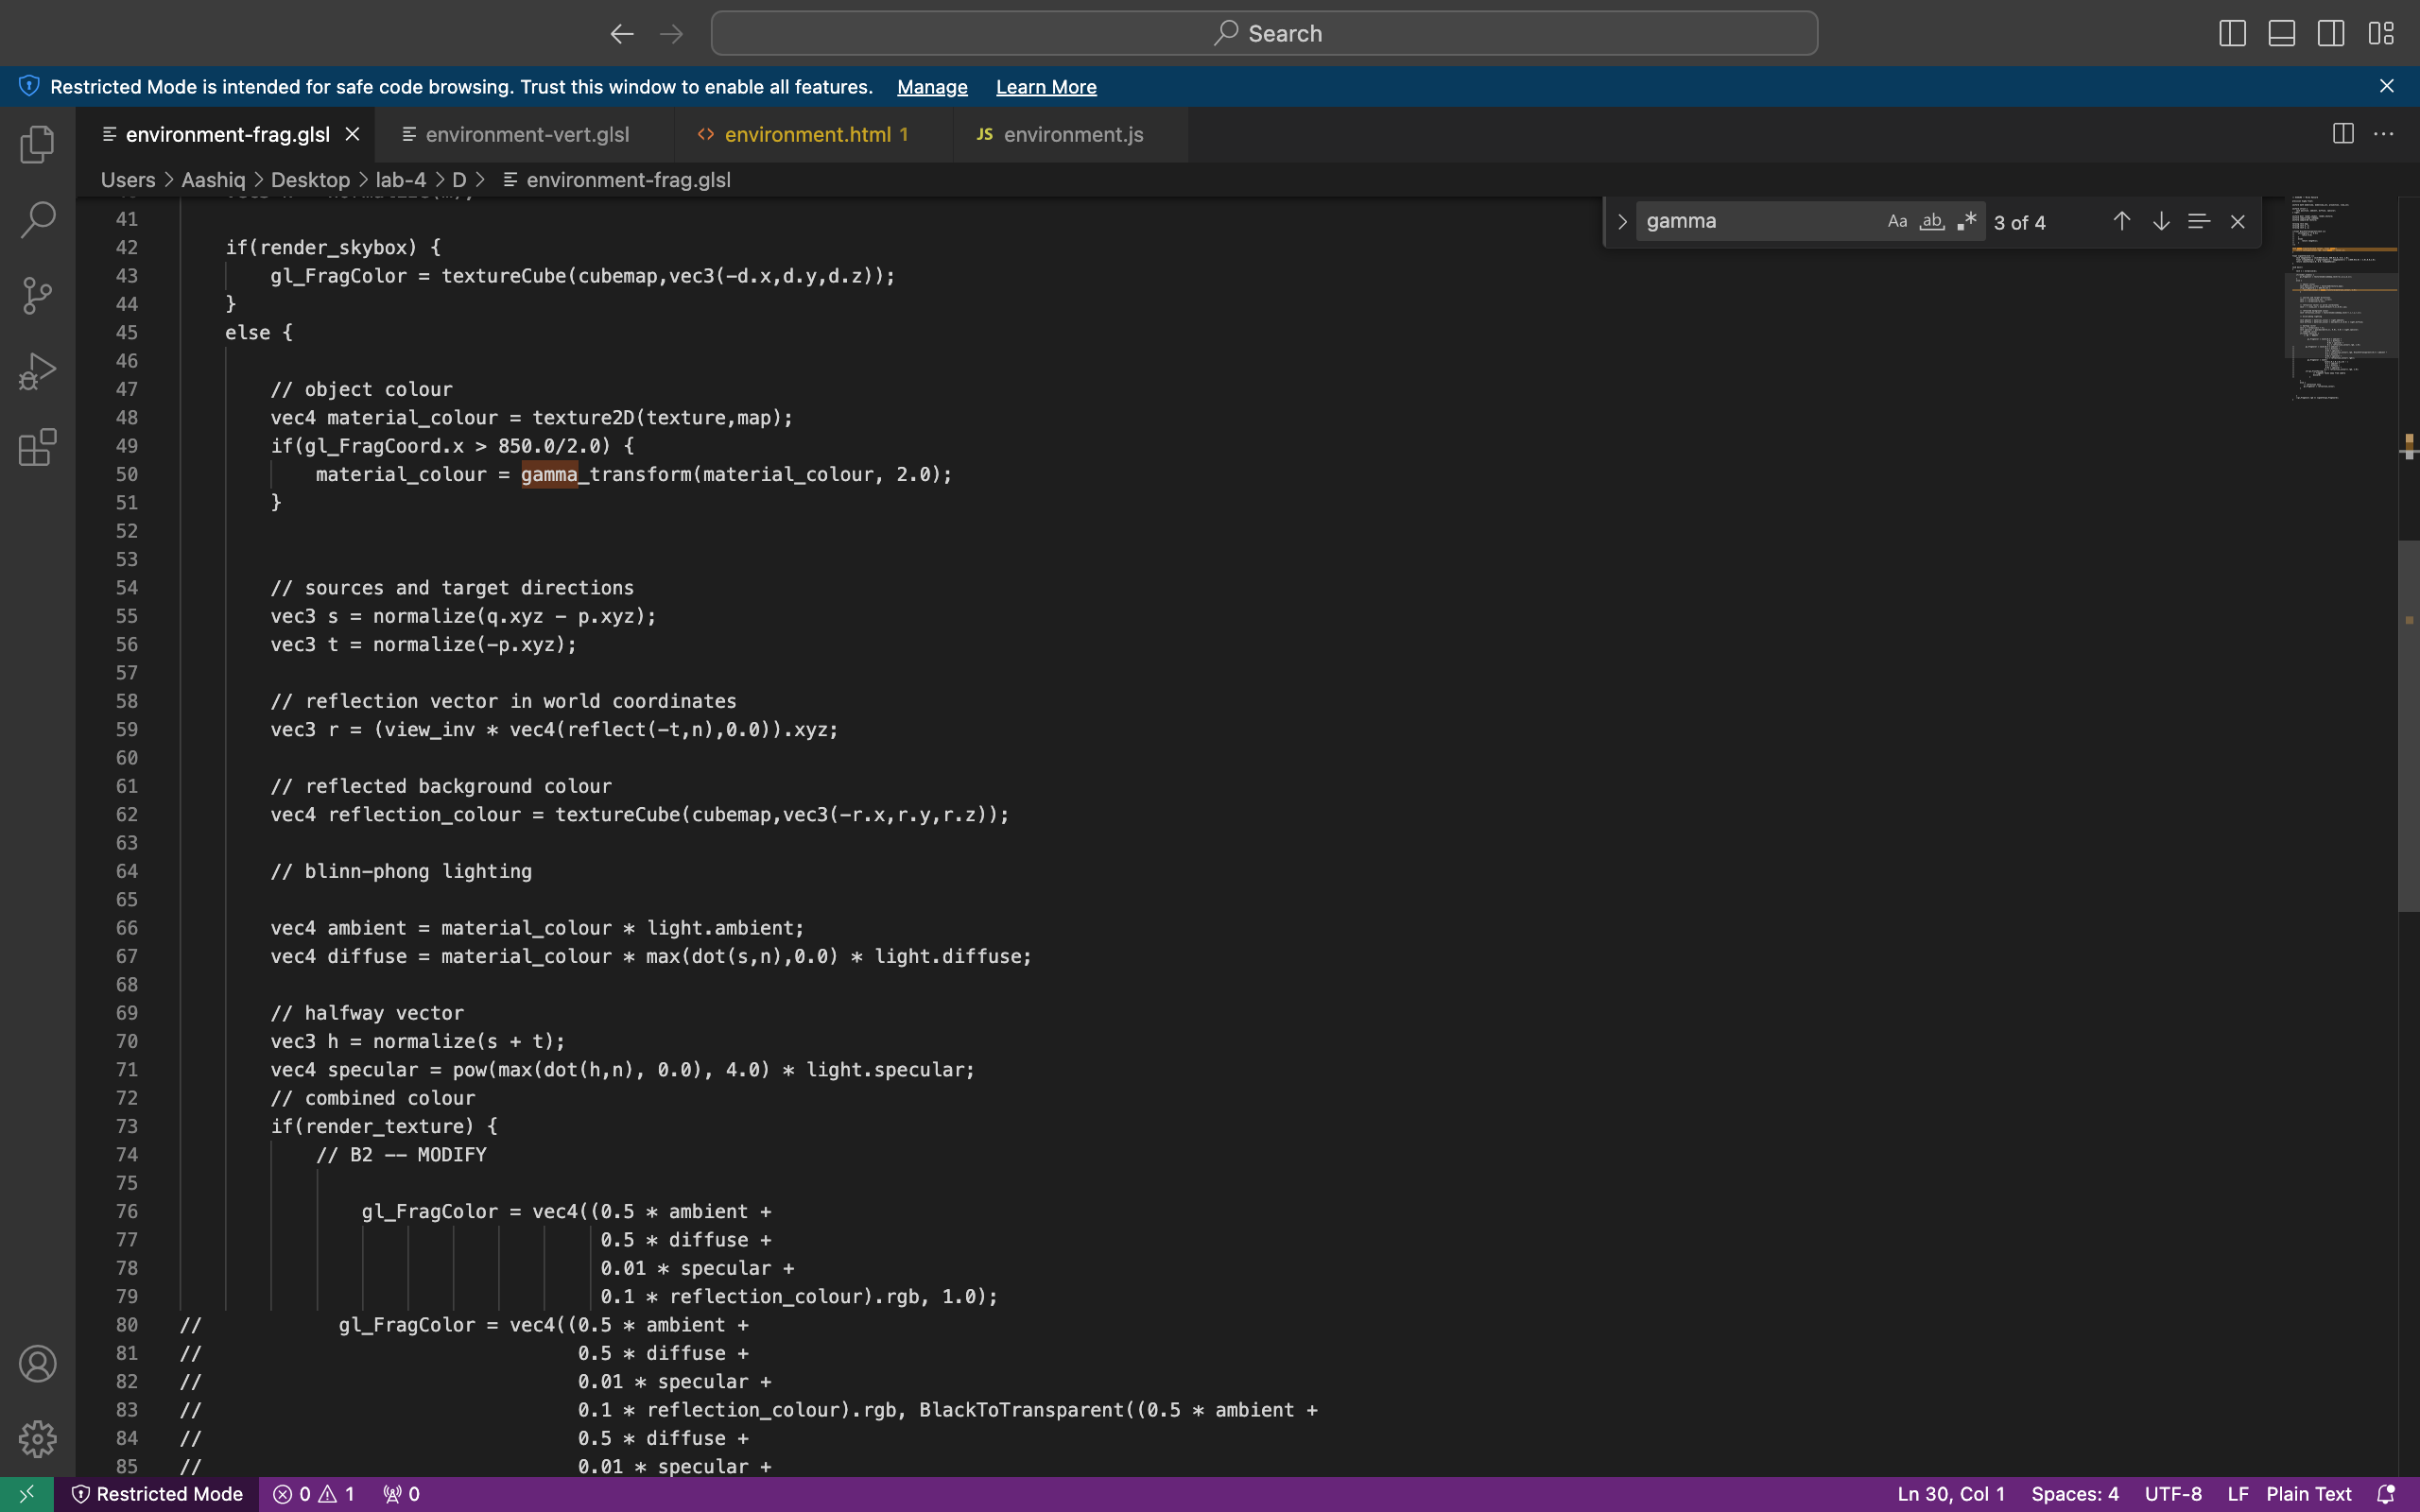 Search
Restricted Mode is intended for safe code browsing. Trust this window to enable all features. Manage Learn More
environment-frag.glsl environment-vert.glsl environment.html 1 JS environment.js
Users > Aashiq > Desktop > lab-4 > D > environment-frag.glsl
gamma Aa ab .* 3 of 4
41
42 if(render_skybox) {
43 gl_FragColor = textureCube(cubemap,vec3(-d.x,d.y,d.z));
44 }
45 else {
46
47 // object colour
48 vec4 material_colour = texture2D(texture,map);
49 if(gl_FragCoord.x > 850.0/2.0) {
50 material_colour = gamma_transform(material_colour, 2.0);
51 }
52
53
54 // sources and target directions
55 vec3 s = normalize(q.xyz - p.xyz);
56 vec3 t = normalize(-p.xyz);
57
58 // reflection vector in world coordinates
59 vec3 r = (view_inv * vec4(reflect(-t,n),0.0)).xyz;
60
61 // reflected background colour
62 vec4 reflection_colour = textureCube(cubemap,vec3(-r.x,r.y,r.z));
63
64 // blinn-phong lighting
65
66 vec4 ambient = material_colour * light.ambient;
67 vec4 diffuse = material_colour * max(dot(s,n),0.0) * light.diffuse;
68
69 // halfway vector
70 vec3 h = normalize(s + t);
71 vec4 specular = pow(max(dot(h,n), 0.0), 4.0) * light.specular;
72 // combined colour
73 if(render_texture) {
74 // B2 -- MODIFY
75
76 gl_FragColor = vec4((0.5 * ambient +
77 0.5 * diffuse +
78 0.01 * specular +
79 0.1 * reflection_colour).rgb, 1.0);
80 // gl_FragColor = vec4((0.5 * ambient +
81 // 0.5 * diffuse +
82 // 0.01 * specular +
83 // 0.1 * reflection_colour).rgb, BlackToTransparent((0.5 * ambient +
84 // 0.5 * diffuse +
85 // 0.01 * specular +
Restricted Mode 0 1 0 Ln 30, Col 1 Spaces: 4 UTF-8 LF Plain Text